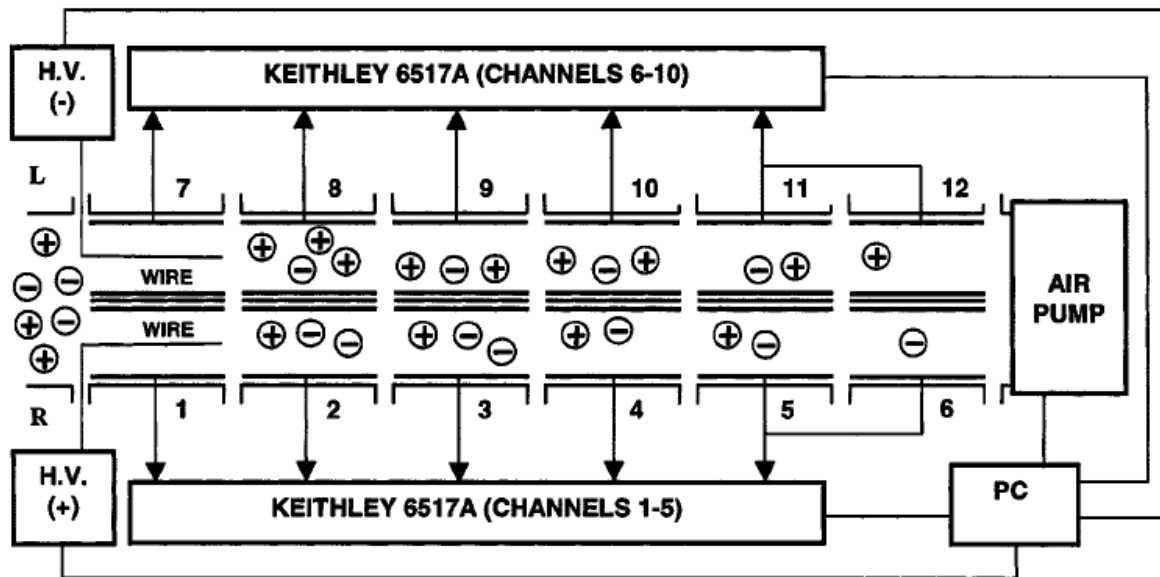 H.V.
(-)
KEITHLEY 6517A (CHANNELS 6-10)
L
7
8
9
10
11
12
WIRE
WIRE
AIR
PUMP
R
1
2
3
4
5
6
H.V.
(+)
KEITHLEY 6517A (CHANNELS 1-5)
PC